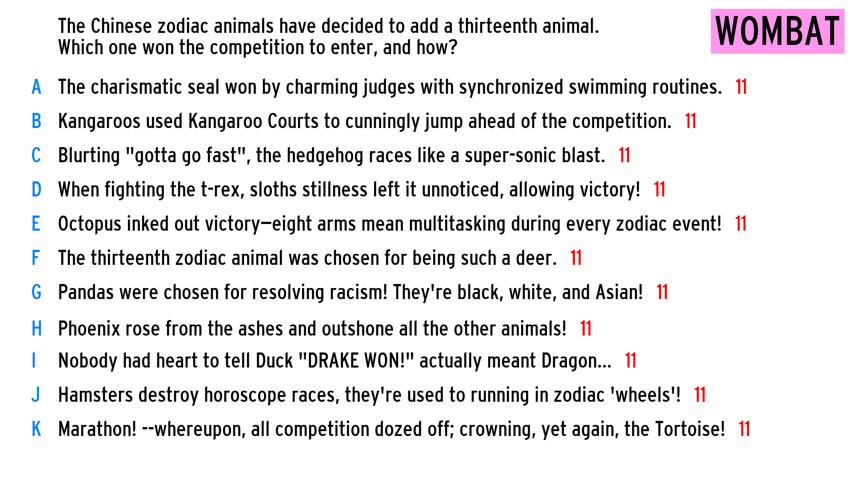 The Chinese zodiac animals have decided to add a thirteenth animal.
Which one won the competition to enter, and how?
WOMBAT
A The charismatic seal won by charming judges with synchronized swimming routines. 11
B Kangaroos used Kangaroo Courts to cunningly jump ahead of the competition. 11
C Blurting "gotta go fast", the hedgehog races like a super-sonic blast. 11
D When fighting the t-rex, sloths stillness left it unnoticed, allowing victory! 11
E Octopus inked out victory—eight arms mean multitasking during every zodiac event! 11
F The thirteenth zodiac animal was chosen for being such a deer. 11
G Pandas were chosen for resolving racism! They're black, white, and Asian! 11
H Phoenix rose from the ashes and outshone all the other animals! 11
I Nobody had heart to tell Duck "DRAKE WON!" actually meant Dragon... 11
J Hamsters destroy horoscope races, they're used to running in zodiac 'wheels'! 11
K Marathon! --whereupon, all competition dozed off; crowning, yet again, the Tortoise! 11